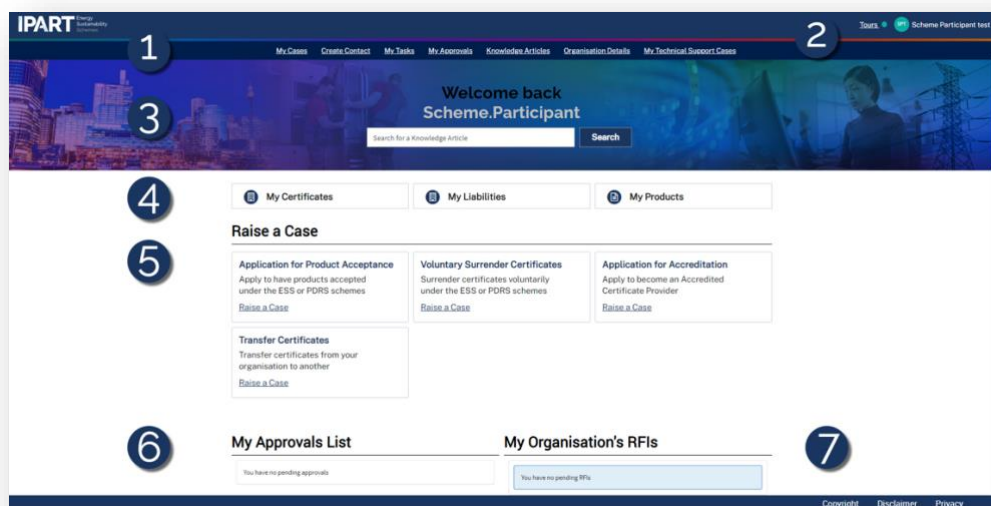 IPART Energy
Sustainability
Schemes
Tours
SPT
Scheme Participant test
1
2
My Cases Create Contact My Tasks My Approvals Knowledge Articles Organisation Details My Technical Support Cases
3
Welcome back
Scheme.Participant
Search for a Knowledge Article
Search
4
My Certificates
My Liabilities
My Products
Raise a Case
5
Application for Product Acceptance
Apply to have products accepted
under the ESS or PDRS schemes
Raise a Case
Voluntary Surrender Certificates
Surrender certificates voluntarily
under the ESS or PDRS schemes
Raise a Case
Application for Accreditation
Apply to become an Accredited
Certificate Provider
Raise a Case
Transfer Certificates
Transfer certificates from your
organisation to another
Raise a Case
6
My Approvals List
You have no pending approvals
My Organisation's RFIs
You have no pending RFIs
7
Copyright Disclaimer Privacy